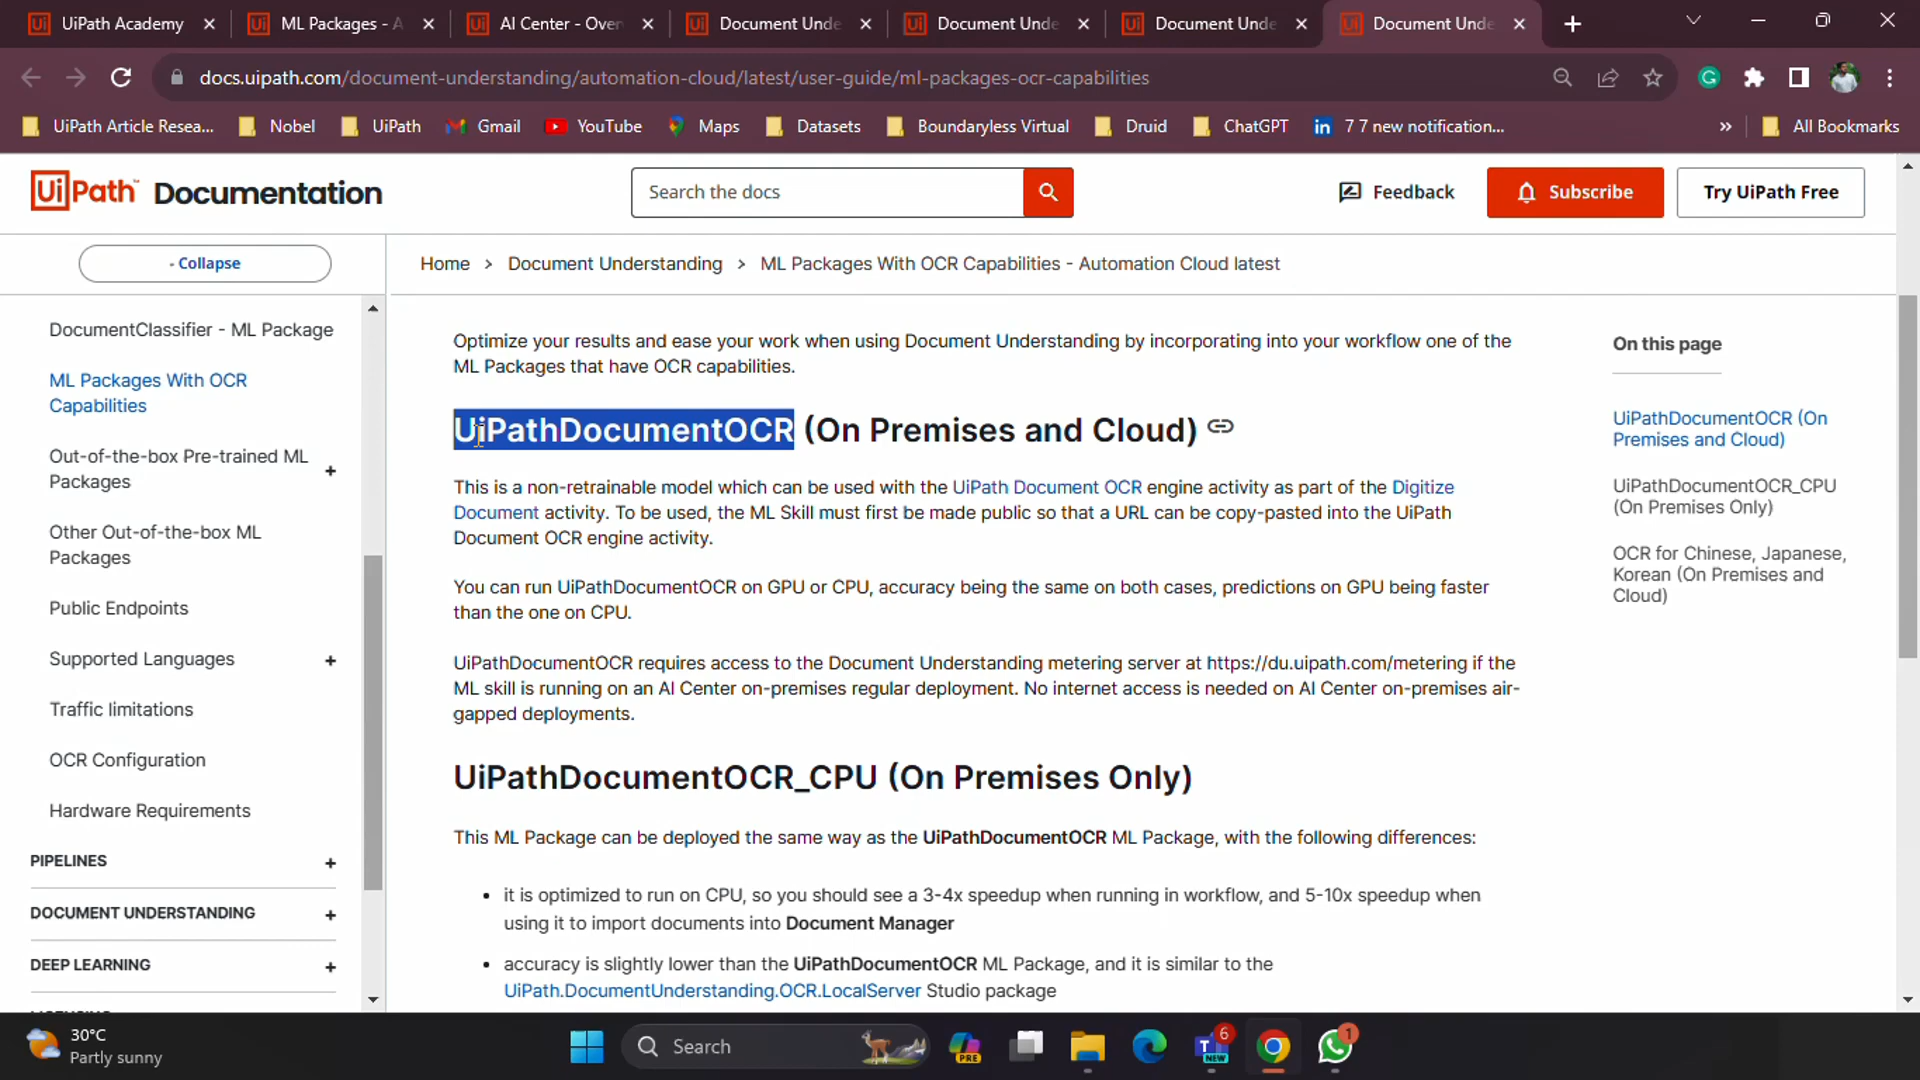 UiPath Academy
ML Packages - A
AI Center - Over
Document Unde
Document Unde
Document Unde
Document Unde
docs.uipath.com/document-understanding/automation-cloud/latest/user-guide/ml-packages-ocr-capabilities
UiPath Article Resea...
Nobel
UiPath
Gmail
YouTube
Maps
Datasets
Boundaryless Virtual
Druid
ChatGPT
7 7 new notification...
»
All Bookmarks
UiPath Documentation
Search the docs
Feedback
Subscribe
Try UiPath Free
- Collapse
Home > Document Understanding > ML Packages With OCR Capabilities - Automation Cloud latest
DocumentClassifier - ML Package
ML Packages With OCR
Capabilities
Out-of-the-box Pre-trained ML
Packages
+
Other Out-of-the-box ML
Packages
Public Endpoints
Supported Languages +
Traffic limitations
OCR Configuration
Hardware Requirements
PIPELINES +
DOCUMENT UNDERSTANDING +
DEEP LEARNING +
Optimize your results and ease your work when using Document Understanding by incorporating into your workflow one of the
ML Packages that have OCR capabilities.
UiPathDocumentOCR (On Premises and Cloud)
This is a non-retrainable model which can be used with the UiPath Document OCR engine activity as part of the Digitize
Document activity. To be used, the ML Skill must first be made public so that a URL can be copy-pasted into the UiPath
Document OCR engine activity.
You can run UiPathDocumentOCR on GPU or CPU, accuracy being the same on both cases, predictions on GPU being faster
than the one on CPU.
UiPathDocumentOCR requires access to the Document Understanding metering server at https://du.uipath.com/metering if the
ML skill is running on an AI Center on-premises regular deployment. No internet access is needed on AI Center on-premises air-
gapped deployments.
UiPathDocumentOCR_CPU (On Premises Only)
This ML Package can be deployed the same way as the UiPathDocumentOCR ML Package, with the following differences:
• it is optimized to run on CPU, so you should see a 3-4x speedup when running in workflow, and 5-10x speedup when
using it to import documents into Document Manager
• accuracy is slightly lower than the UiPathDocumentOCR ML Package, and it is similar to the
UiPath.DocumentUnderstanding.OCR.LocalServer Studio package
On this page
UiPathDocumentOCR (On
Premises and Cloud)
UiPathDocumentOCR_CPU
(On Premises Only)
OCR for Chinese, Japanese,
Korean (On Premises and
Cloud)
30°C
Partly sunny
Search
PRE
6
NEW
1